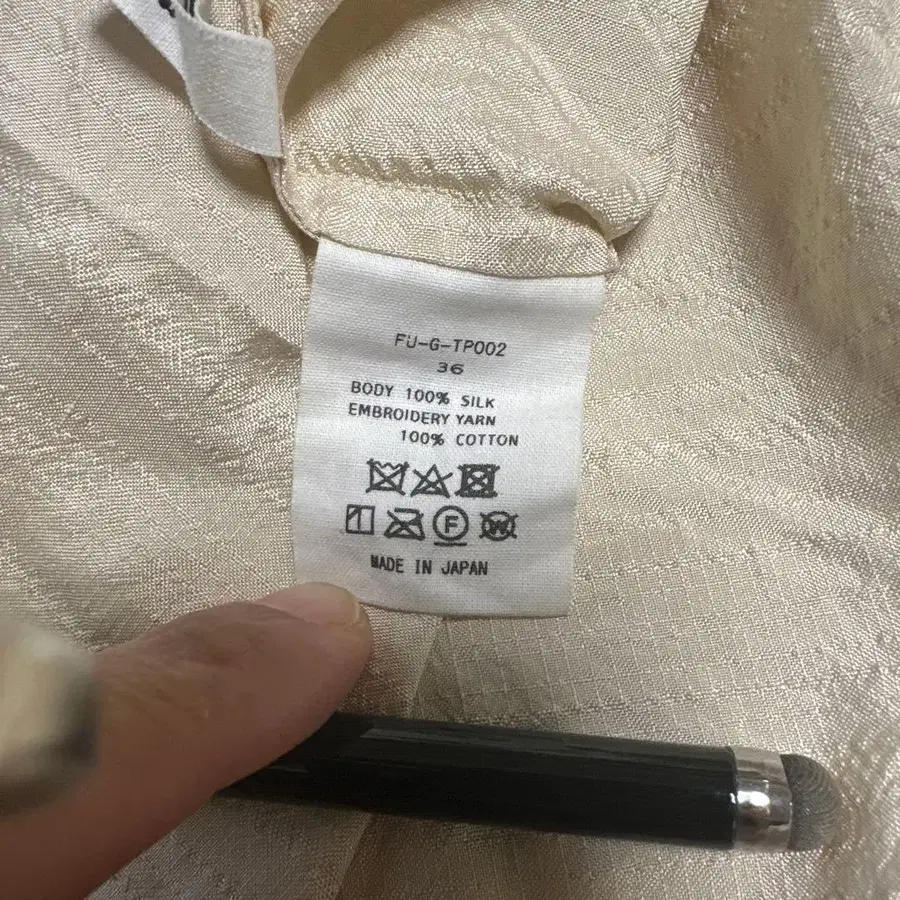 FU-G-TP002
36
BODY 100% SILK
EMBROIDERY YARN
100% COTTON
F
W
MADE IN JAPAN